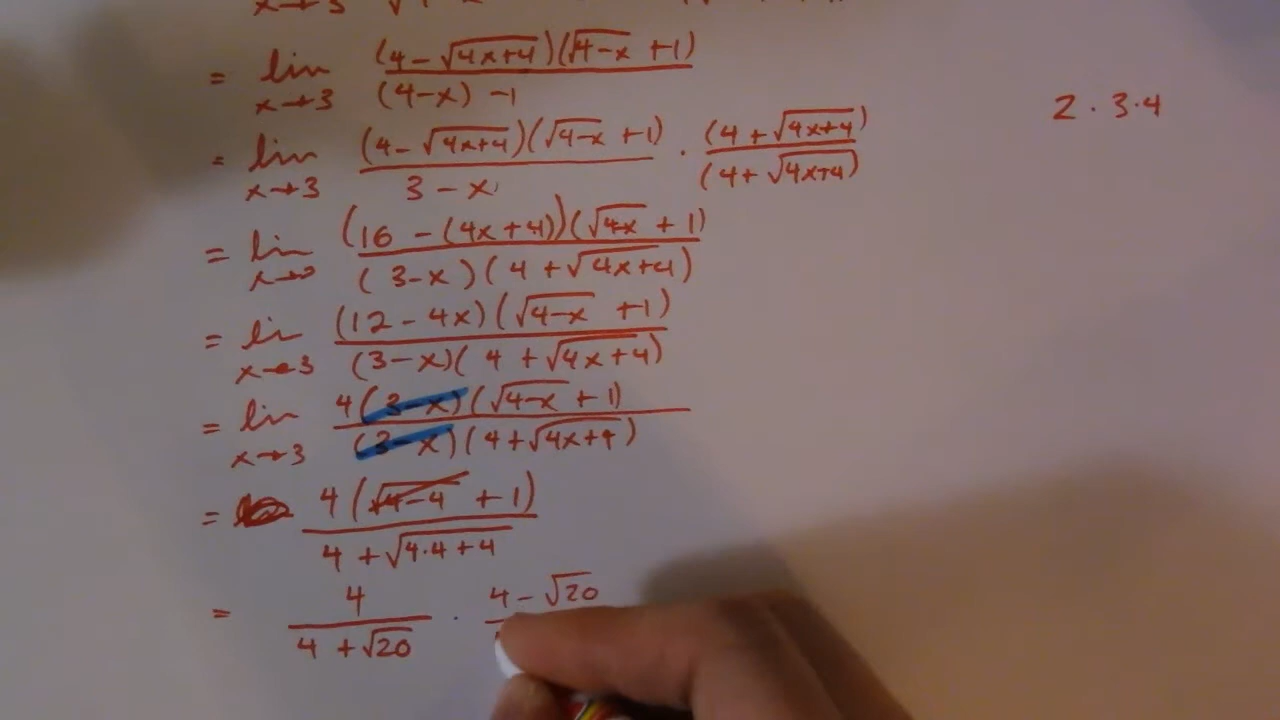 x→3
= lim x→3 (4-√(4x+4))(√(4-x) +1) / (4-x) -1
2·3·4
= lim x→3 (4-√(4x+4))(√(4-x) +1) / 3-x · (4+√(4x+4)) / (4+√(4x+4))
= lim (16 - (4x+4))(√4x + 1) / (3-x)(4+√(4x+4))
= lim x→3 (12-4x)(√(4-x) +1) / (3-x)(4+√(4x+4))
= lim x→3 4(3-x)(√(4-x) +1) / (3-x)(4+√(4x+4))
= 4(√(4-4) +1) / 4+√(4·4+4)
= 4 / 4+√20 · 4-√20